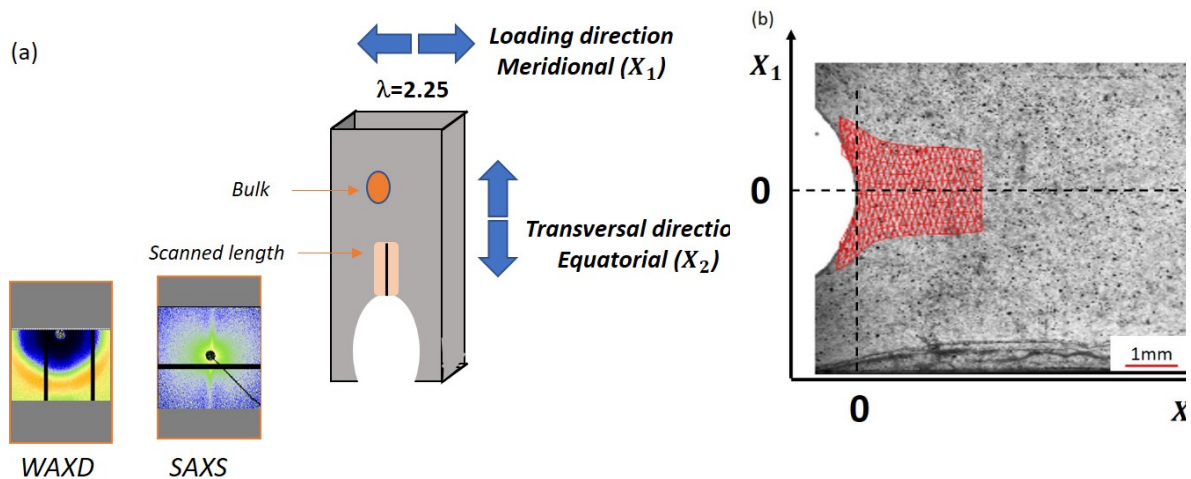 (a)
Loading direction
Meridional (X₁)
λ=2.25
Bulk
Scanned length
Transversal directio
Equatorial (X₂)
WAXD
SAXS
(b)
X₁
0
1mm
0
X